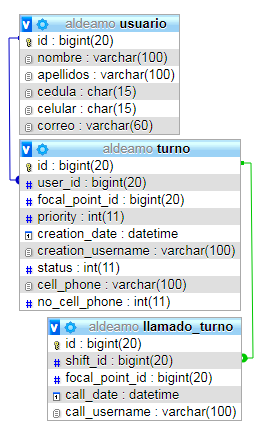 aldeamo usuario
id : bigint(20)
nombre : varchar(100)
apellidos : varchar(100)
cedula : char(15)
celular : char(15)
correo : varchar(60)
aldeamo turno
id : bigint(20)
user_id : bigint(20)
focal_point_id : bigint(20)
priority : int(11)
creation_date : datetime
creation_username : varchar(100)
status : int(11)
cell_phone : varchar(100)
no_cell_phone : int(11)
aldeamo llamado_turno
id : bigint(20)
shift_id : bigint(20)
focal_point_id : bigint(20)
call_date : datetime
call_username : varchar(100)